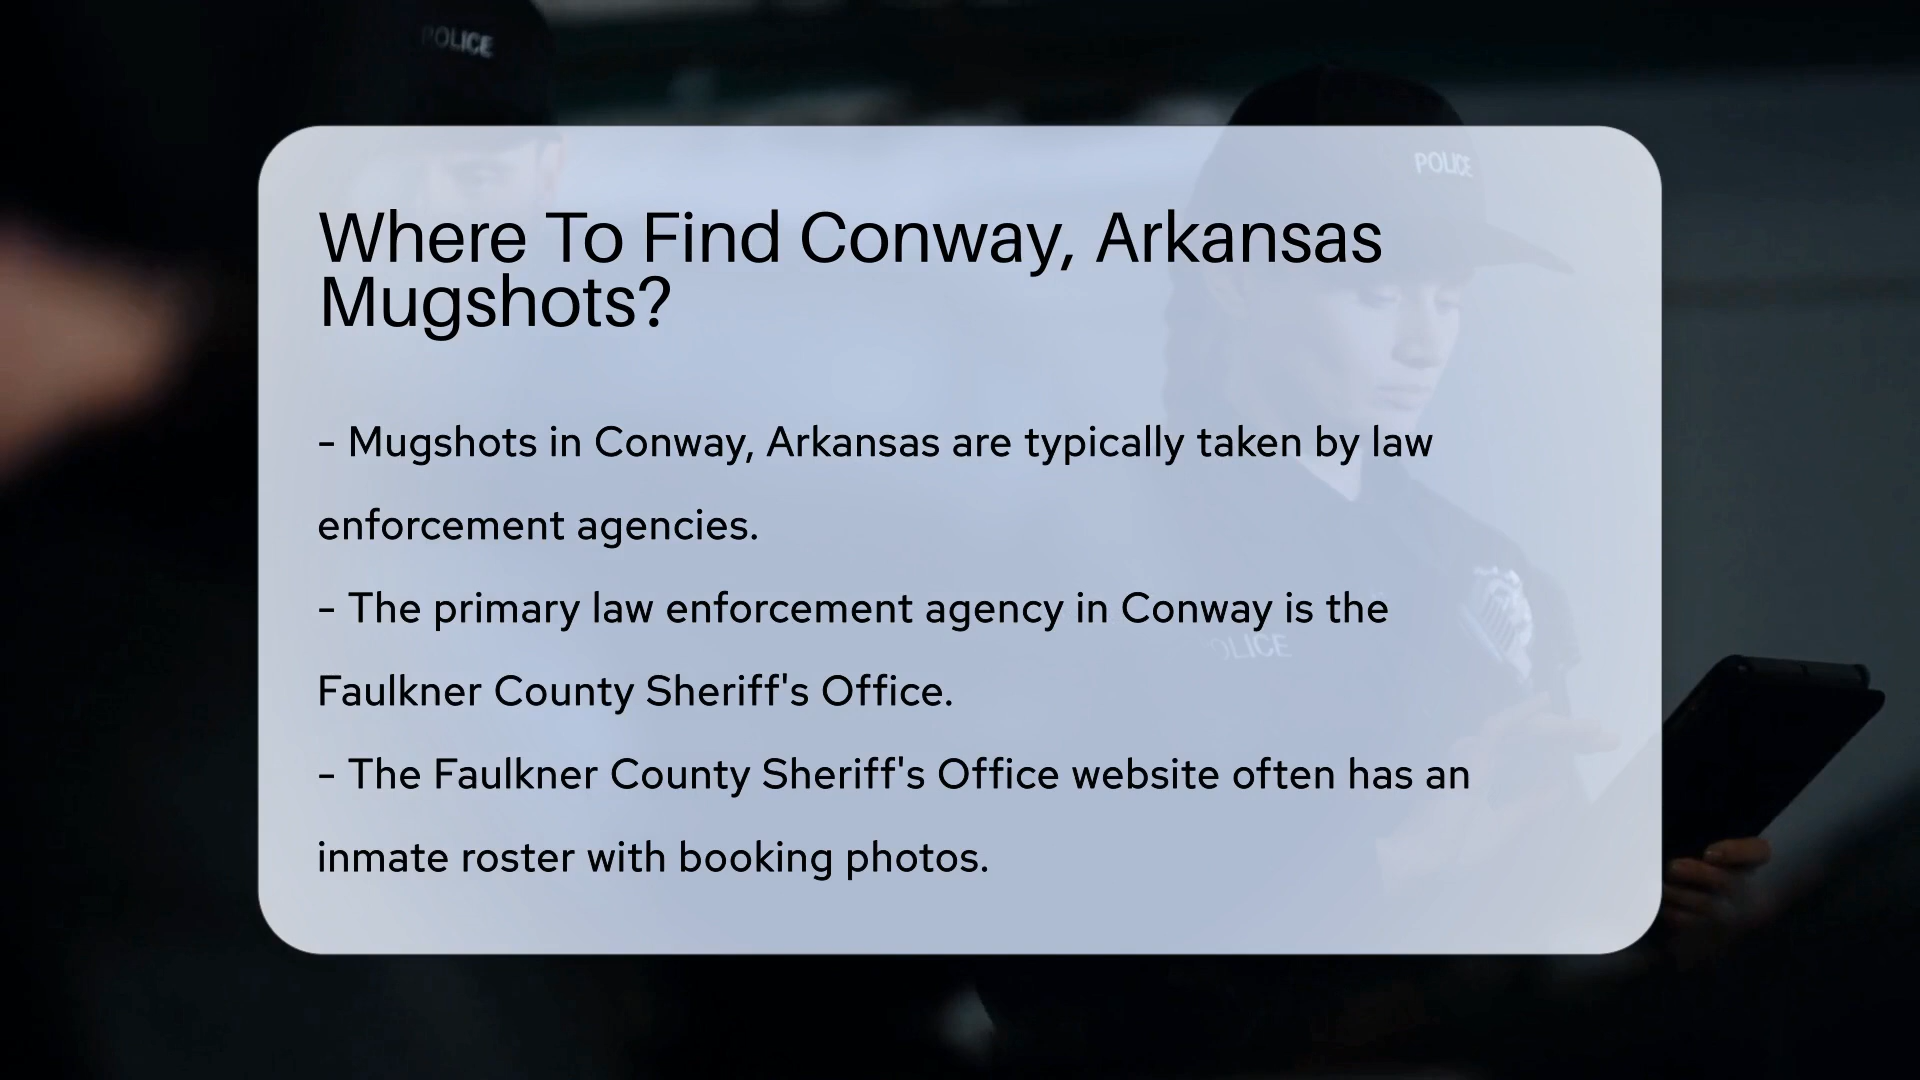 POLICE
POLICE
Where To Find Conway, Arkansas
Mugshots?
- Mugshots in Conway, Arkansas are typically taken by law
enforcement agencies.
- The primary law enforcement agency in Conway is the
POLICE
Faulkner County Sheriff's Office.
- The Faulkner County Sheriff's Office website often has an
inmate roster with booking photos.